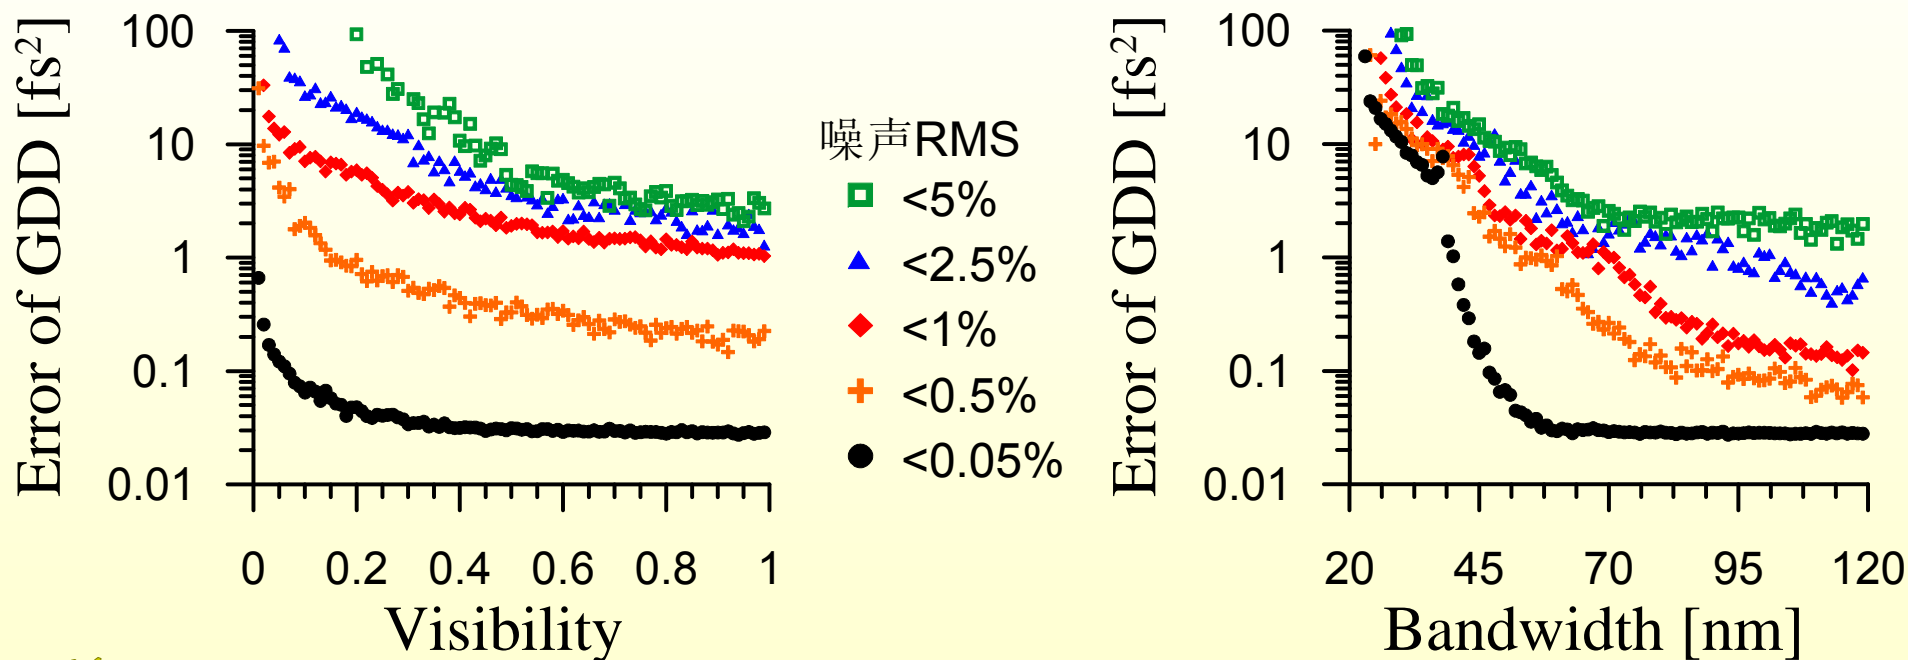 Error of GDD [fs²]
100
10
1
0.1
0.01
0 0.2 0.4 0.6 0.8 1
Visibility
噪声RMS
<5%
<2.5%
<1%
<0.5%
<0.05%
Error of GDD [fs²]
100
10
1
0.1
0.01
20 45 70 95 120
Bandwidth [nm]